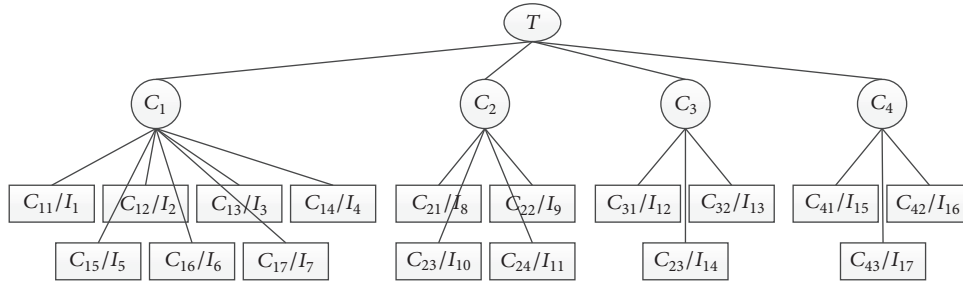 T
C₁ C₂ C₃ C₄
C₁₁/I₁ C₁₂/I₂ C₁₃/I₃ C₁₄/I₄ C₂₁/I₈ C₂₂/I₉ C₃₁/I₁₂ C₃₂/I₁₃ C₄₁/I₁₅ C₄₂/I₁₆
C₁₅/I₅ C₁₆/I₆ C₁₇/I₇ C₂₃/I₁₀ C₂₄/I₁₁ C₂₃/I₁₄ C₄₃/I₁₇